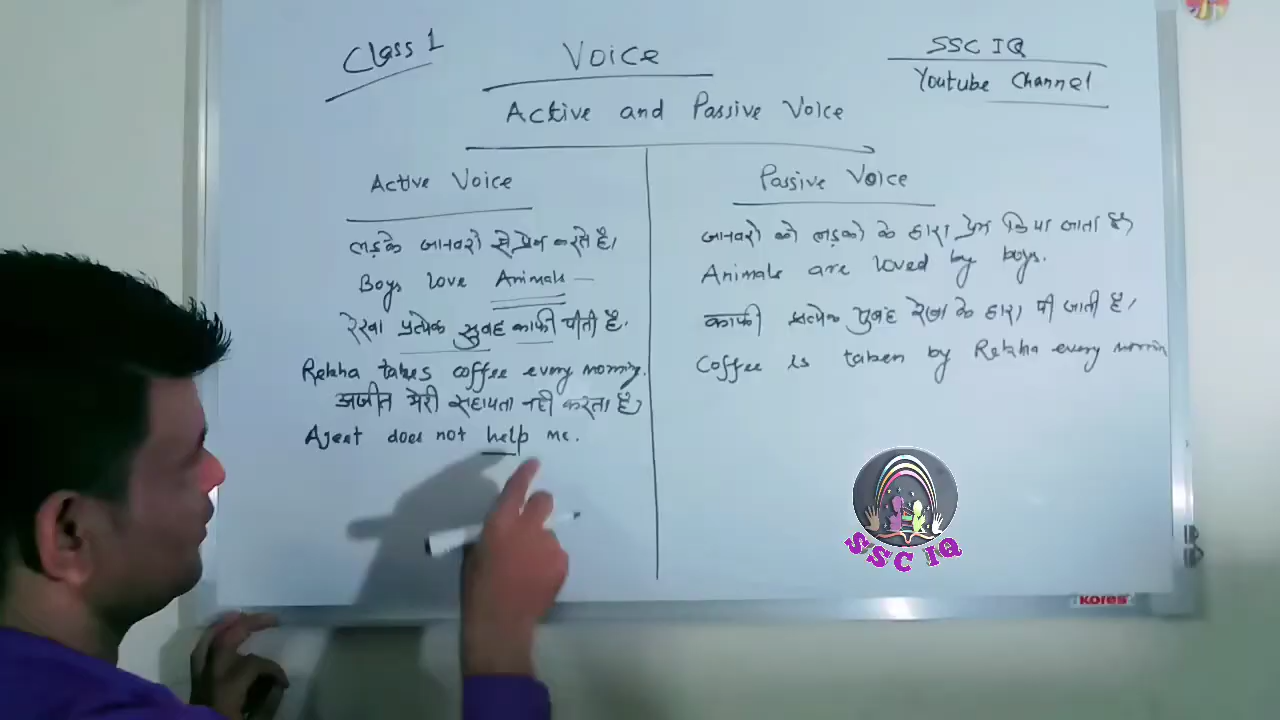 Class 1
Voice
SSC IQ
Youtube Channel
Active and Passive Voice
Active Voice
लड़के जानवरो से प्रेम करते है।
Boys love Animals
रेखा प्रत्येक सुबह काफी पीती है।
Rekha takes coffee every morning.
अजीत मेरी सहायता नही करता है।
Ajeet does not help me.
Passive Voice
जानवरो को लड़को के द्वारा प्रेम किया जाता है।
Animals are loved by boys.
काफी प्रत्येक सुबह रेखा के द्वारा पी जाती है।
Coffee is taken by Rekha every mornin
SSC IQ
KORES